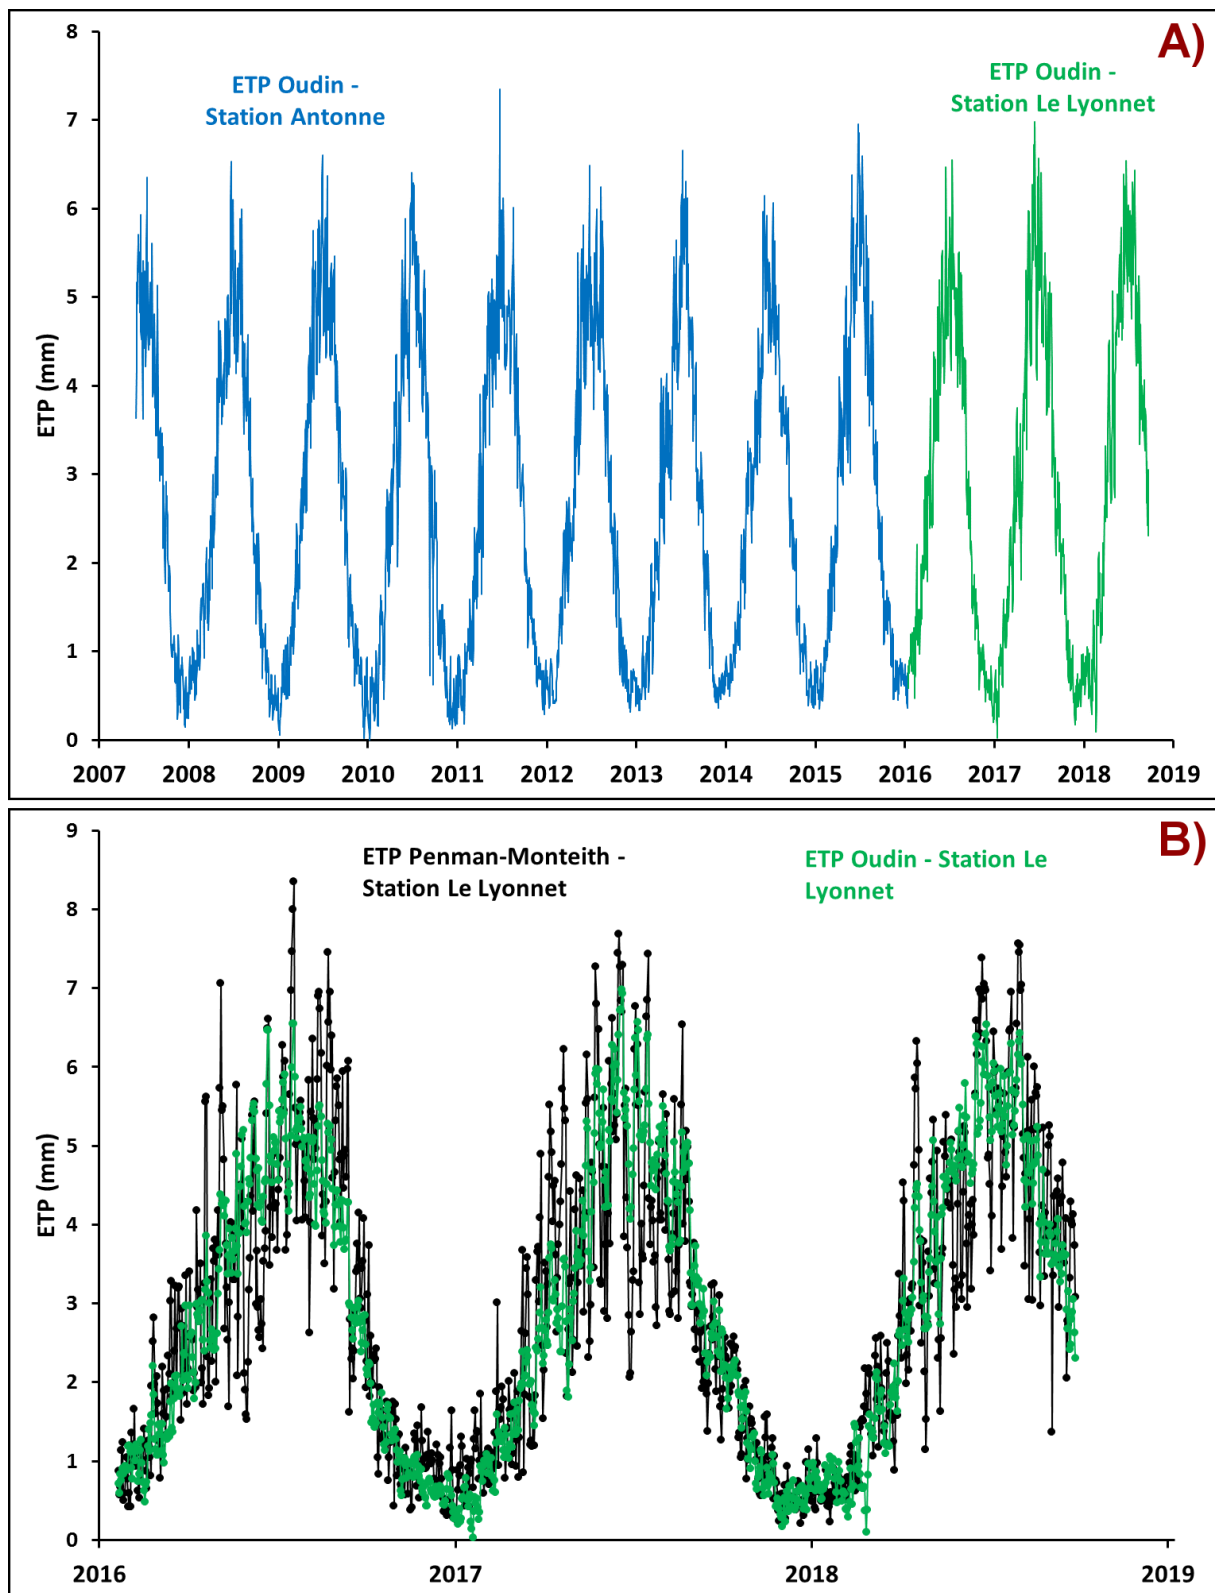 A)
ETP Oudin -
Station Antonne
ETP Oudin -
Station Le Lyonnet
ETP (mm)
8
7
6
5
4
3
2
1
0
2007 2008 2009 2010 2011 2012 2013 2014 2015 2016 2017 2018 2019
B)
ETP Penman-Monteith -
Station Le Lyonnet
ETP Oudin - Station Le
Lyonnet
ETP (mm)
9
8
7
6
5
4
3
2
1
0
2016 2017 2018 2019